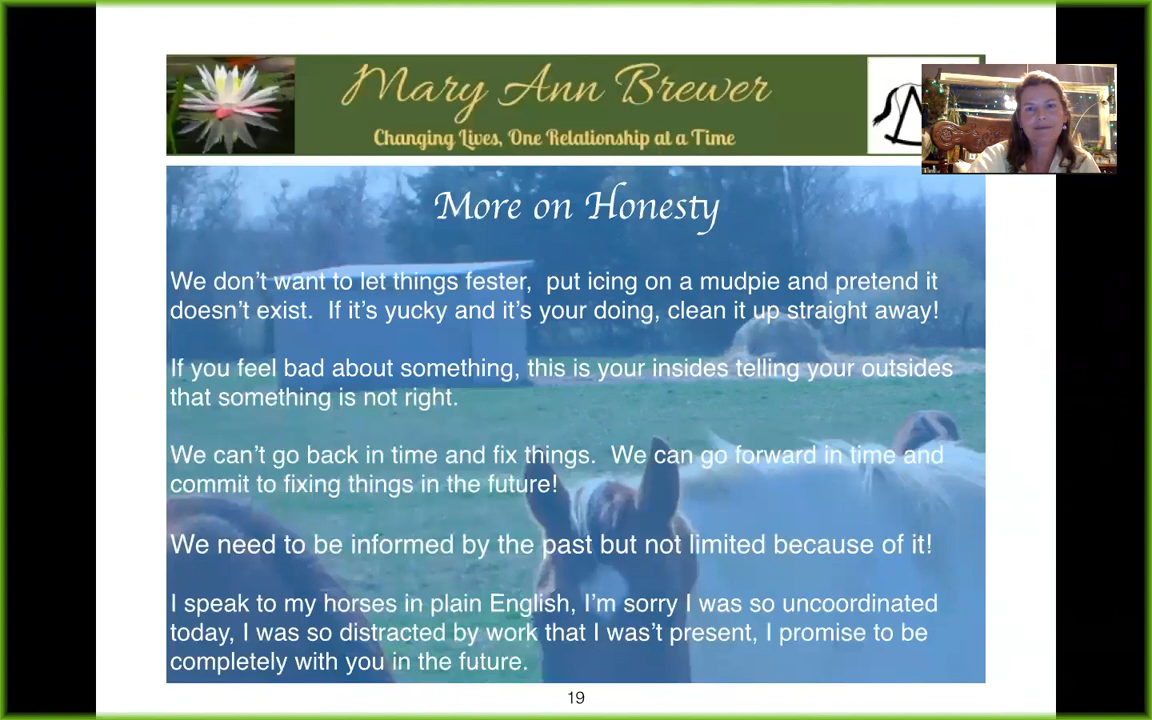 Mary Ann Brewer
Changing Lives, One Relationship at a Time
More on Honesty
We don't want to let things fester,  put icing on a mudpie and pretend it
doesn't exist.  If it's yucky and it's your doing, clean it up straight away!
If you feel bad about something, this is your insides telling your outsides
that something is not right.
We can't go back in time and fix things.  We can go forward in time and
commit to fixing things in the future!
We need to be informed by the past but not limited because of it!
I speak to my horses in plain English, I'm sorry I was so uncoordinated
today, I was so distracted by work that I was't present, I promise to be
completely with you in the future.
19